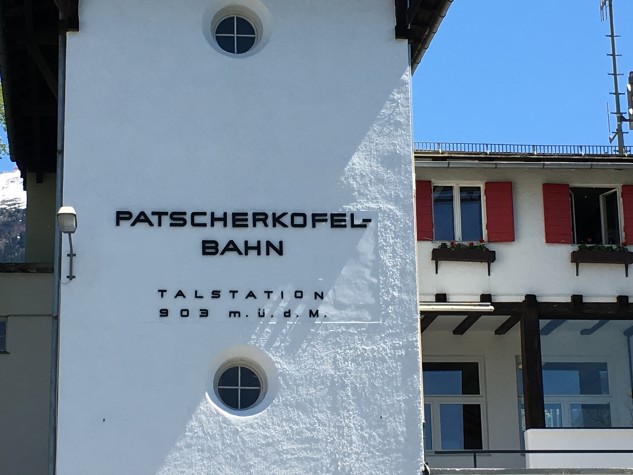 PATSCHERKOFEL-
BAHN
TALSTATION
903 m.ü.d.M.